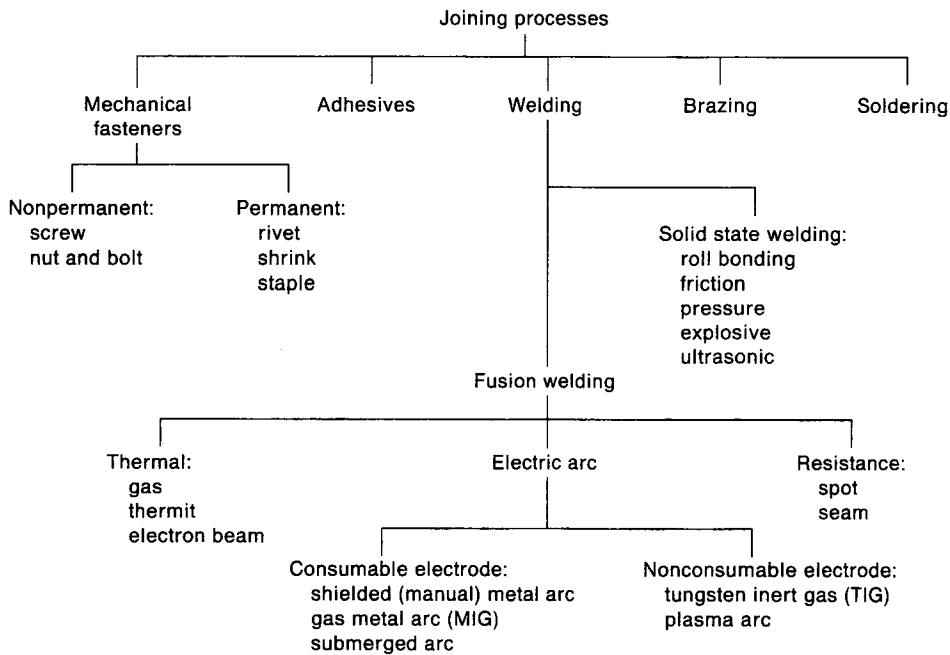 Joining processes
Mechanical
fasteners
Adhesives
Welding
Brazing
Soldering
Nonpermanent:
screw
nut and bolt
Permanent:
rivet
shrink
staple
Solid state welding:
roll bonding
friction
pressure
explosive
ultrasonic
Fusion welding
Thermal:
gas
thermit
electron beam
Electric arc
Resistance:
spot
seam
Consumable electrode:
shielded (manual) metal arc
gas metal arc (MIG)
submerged arc
Nonconsumable electrode:
tungsten inert gas (TIG)
plasma arc